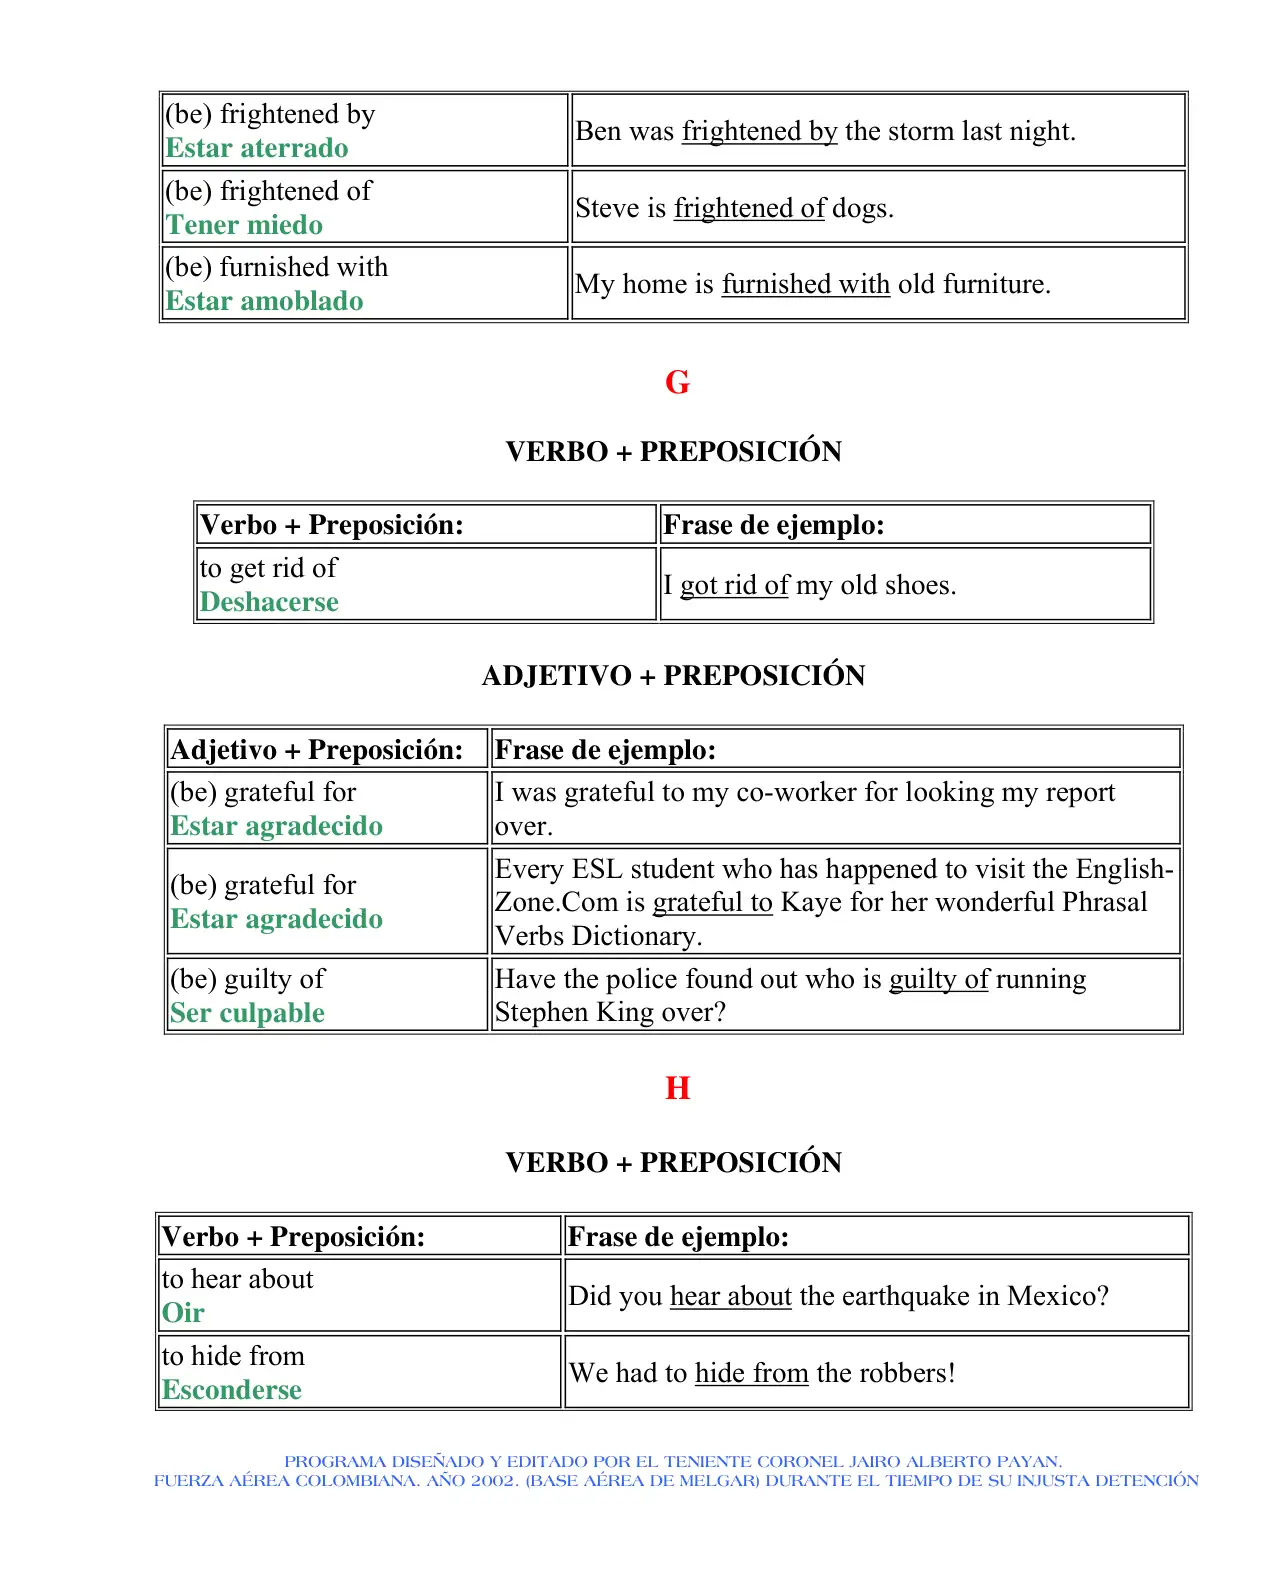 (be) frightened by
Estar aterrado
Ben was frightened by the storm last night.
(be) frightened of
Tener miedo
Steve is frightened of dogs.
(be) furnished with
Estar amoblado
My home is furnished with old furniture.
G
VERBO + PREPOSICIÓN
Verbo + Preposición:
Frase de ejemplo:
to get rid of
Deshacerse
I got rid of my old shoes.
ADJETIVO + PREPOSICIÓN
Adjetivo + Preposición:
Frase de ejemplo:
(be) grateful for
Estar agradecido
I was grateful to my co-worker for looking my report
over.
(be) grateful for
Estar agradecido
Every ESL student who has happened to visit the English-
Zone.Com is grateful to Kaye for her wonderful Phrasal
Verbs Dictionary.
(be) guilty of
Ser culpable
Have the police found out who is guilty of running
Stephen King over?
H
VERBO + PREPOSICIÓN
Verbo + Preposición:
Frase de ejemplo:
to hear about
Oir
Did you hear about the earthquake in Mexico?
to hide from
Esconderse
We had to hide from the robbers!
PROGRAMA DISEÑADO Y EDITADO POR EL TENIENTE CORONEL JAIRO ALBERTO PAYAN.
FUERZA AÉREA COLOMBIANA. AÑO 2002. (BASE AÉREA DE MELGAR) DURANTE EL TIEMPO DE SU INJUSTA DETENCIÓN